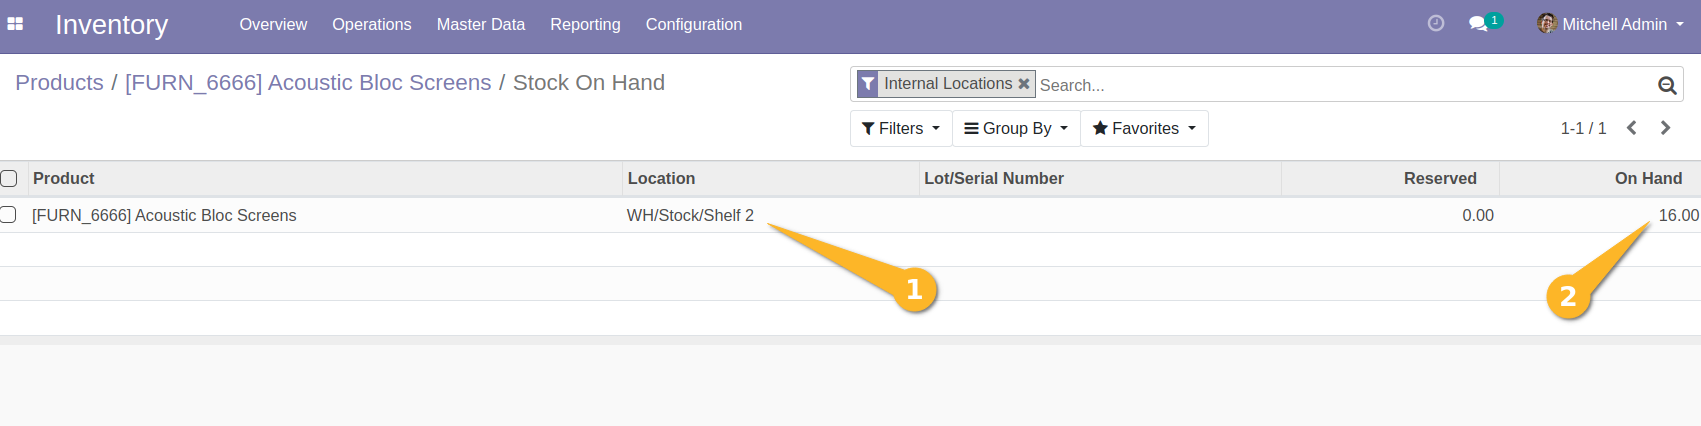 Inventory Overview Operations Master Data Reporting Configuration 1 Mitchell Admin
Products / [FURN_6666] Acoustic Bloc Screens / Stock On Hand
Internal Locations Search...
Filters Group By Favorites 1-1 / 1
Product Location Lot/Serial Number Reserved On Hand
[FURN_6666] Acoustic Bloc Screens WH/Stock/Shelf 2 0.00 16.00
1 2